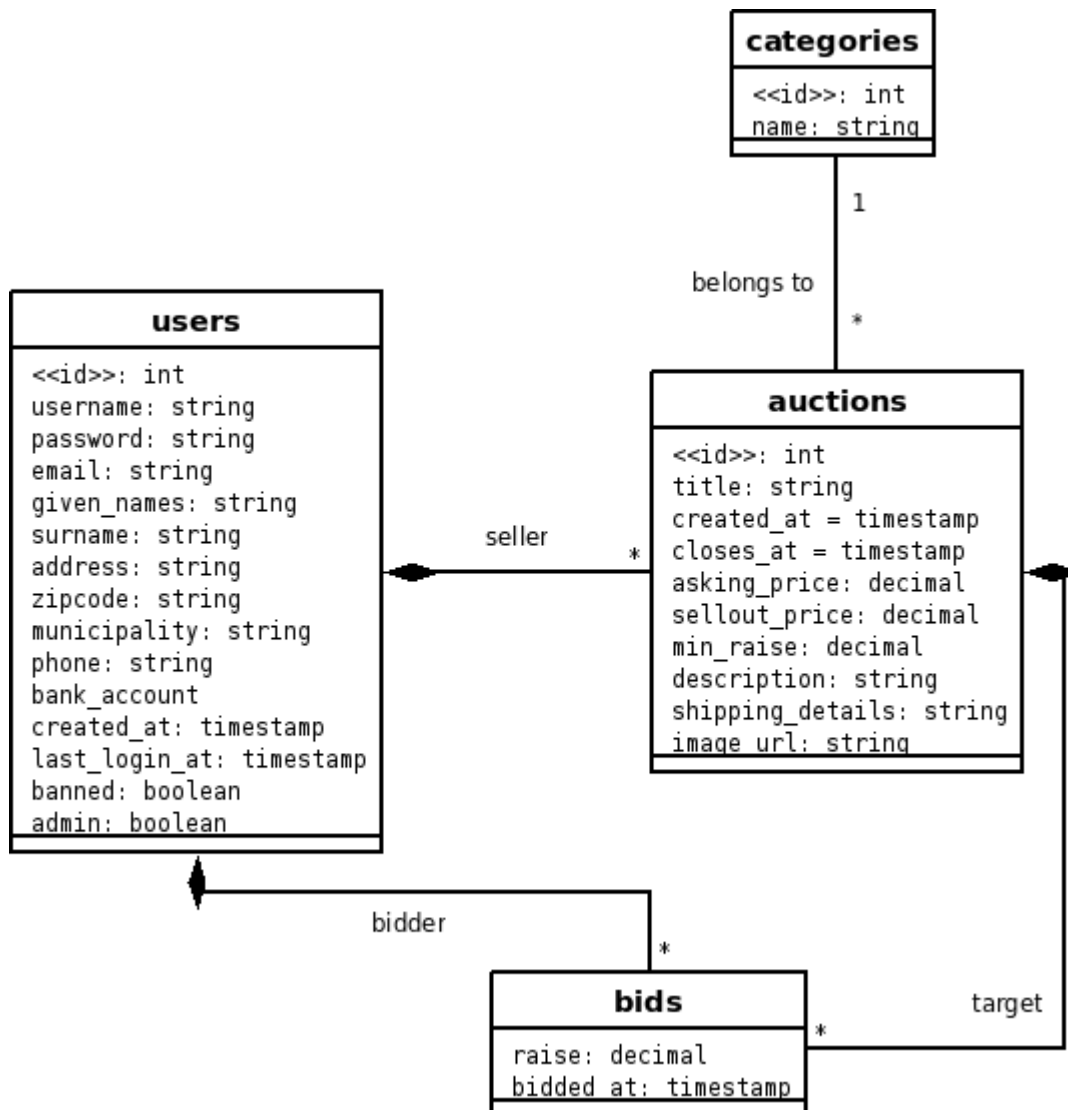 categories
<<id>>: int
name: string
1
belongs to
*
users
<<id>>: int
username: string
password: string
email: string
given_names: string
surname: string
address: string
zipcode: string
municipality: string
phone: string
bank_account
created_at: timestamp
last_login_at: timestamp
banned: boolean
admin: boolean
seller
*
auctions
<<id>>: int
title: string
created_at = timestamp
closes_at = timestamp
asking_price: decimal
sellout_price: decimal
min_raise: decimal
description: string
shipping_details: string
image_url: string
bidder
*
bids
raise: decimal
bidded_at: timestamp
target
*